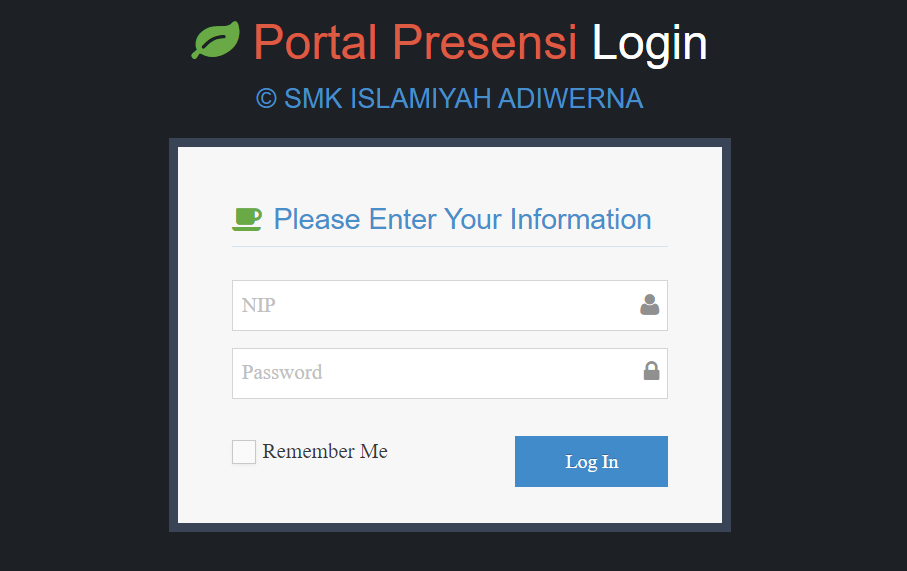 Portal Presensi Login
© SMK ISLAMIYAH ADIWERNA
Please Enter Your Information
NIP
Password
Remember Me
Log In